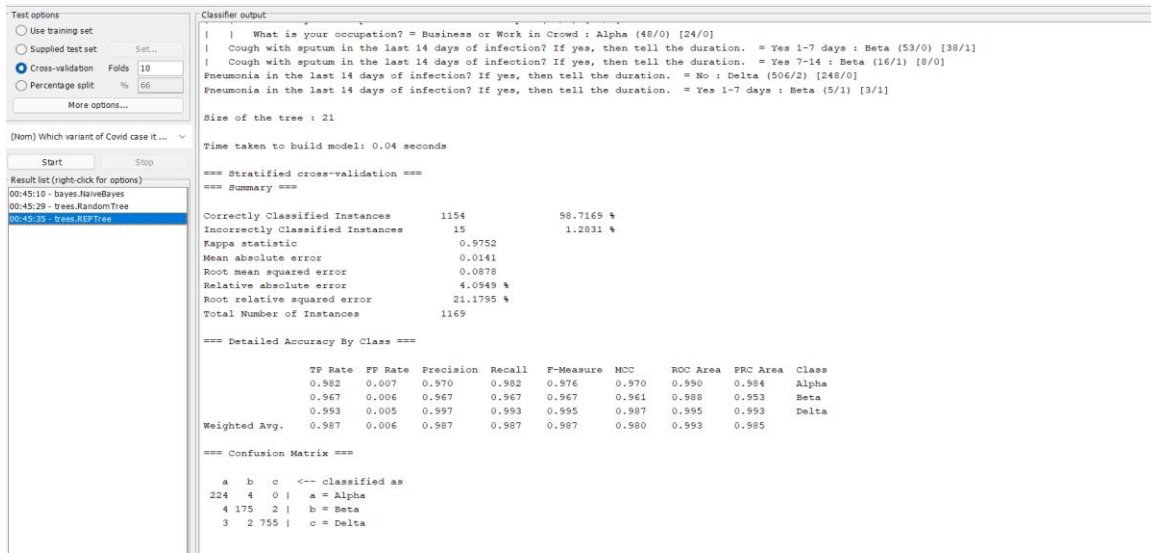 Test options
Use training set
Supplied test set Set...
Cross-validation Folds 10
Percentage split % 66
More options...
(Nom) Which variant of Covid case it ...
Start Stop
Result list (right-click for options)
00:45:10 - bayes.NaiveBayes
00:45:29 - trees.RandomTree
00:45:35 - trees.REPTree
Classifier output
| | What is your occupation? = Business or Work in Crowd : Alpha (48/0) [24/0]
| Cough with sputum in the last 14 days of infection? If yes, then tell the duration. = Yes 1-7 days : Beta (53/0) [38/1]
| Cough with sputum in the last 14 days of infection? If yes, then tell the duration. = Yes 7-14 : Beta (16/1) [8/0]
Pneumonia in the last 14 days of infection? If yes, then tell the duration. = No : Delta (506/2) [248/0]
Pneumonia in the last 14 days of infection? If yes, then tell the duration. = Yes 1-7 days : Beta (5/1) [3/1]
Size of the tree : 21
Time taken to build model: 0.04 seconds
=== Stratified cross-validation ===
=== Summary ===
Correctly Classified Instances 1154 98.7169 %
Incorrectly Classified Instances 15 1.2831 %
Kappa statistic 0.9752
Mean absolute error 0.0141
Root mean squared error 0.0878
Relative absolute error 4.0949 %
Root relative squared error 21.1795 %
Total Number of Instances 1169
=== Detailed Accuracy By Class ===
TP Rate FP Rate Precision Recall F-Measure MCC ROC Area PRC Area Class
0.982 0.007 0.970 0.982 0.976 0.970 0.990 0.984 Alpha
0.967 0.006 0.967 0.967 0.967 0.961 0.988 0.953 Beta
0.993 0.005 0.997 0.993 0.995 0.987 0.995 0.993 Delta
Weighted Avg. 0.987 0.006 0.987 0.987 0.987 0.980 0.993 0.985
=== Confusion Matrix ===
a b c <-- classified as
224 4 0 | a = Alpha
4 175 2 | b = Beta
3 2 755 | c = Delta